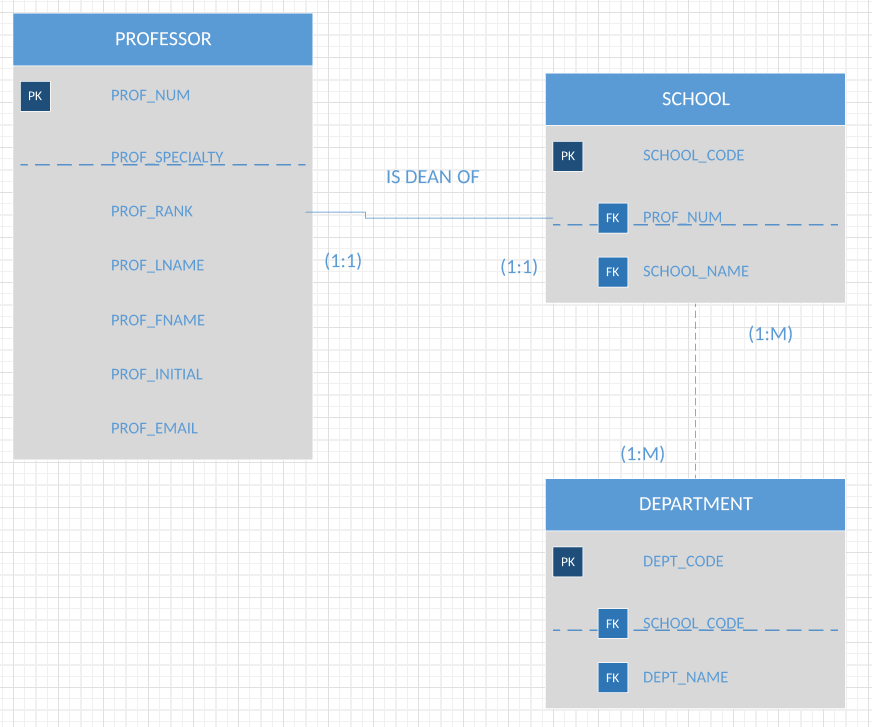 PROFESSOR
PK PROF_NUM
PROF_SPECIALTY
PROF_RANK
PROF_LNAME
PROF_FNAME
PROF_INITIAL
PROF_EMAIL
IS DEAN OF
(1:1)
(1:1)
SCHOOL
PK SCHOOL_CODE
FK PROF_NUM
FK SCHOOL_NAME
(1:M)
(1:M)
DEPARTMENT
PK DEPT_CODE
FK SCHOOL_CODE
FK DEPT_NAME